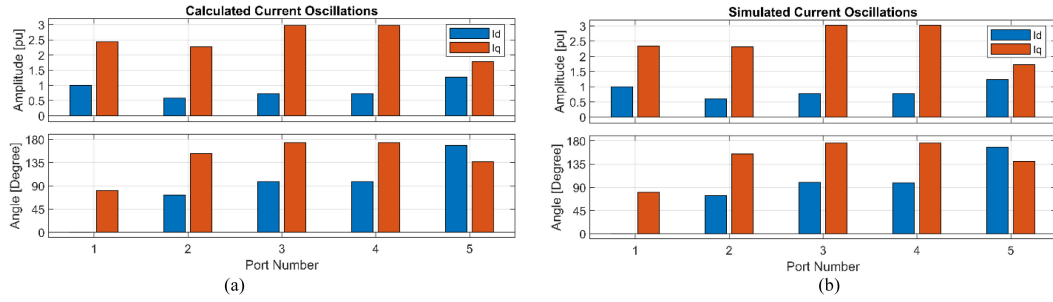 Calculated Current Oscillations
Amplitude [pu]
3
2.5
2
1.5
1
0.5
0
Id
Iq
Angle [Degree]
180
135
90
45
0
1 2 3 4 5
Port Number
(a)
Simulated Current Oscillations
Amplitude [pu]
3
2.5
2
1.5
1
0.5
0
Id
Iq
Angle [Degree]
180
135
90
45
0
1 2 3 4 5
Port Number
(b)